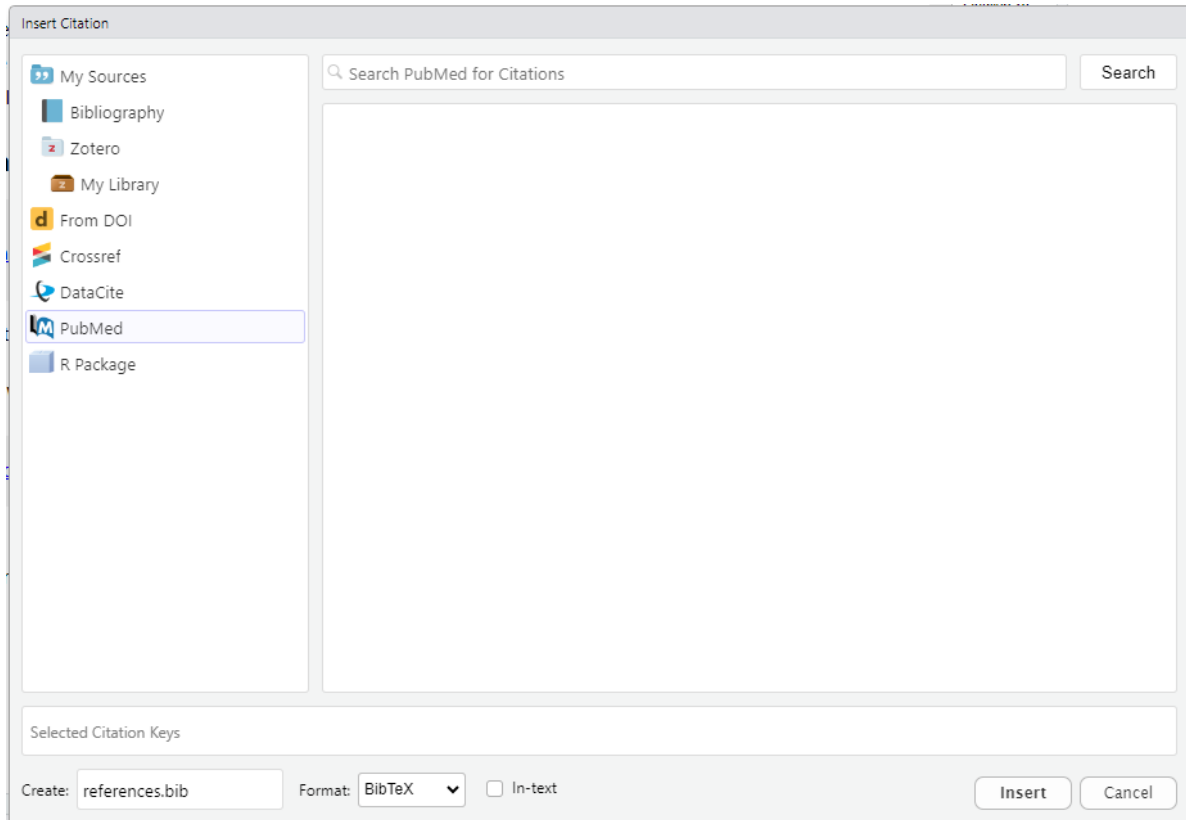 Insert Citation
My Sources
Bibliography
Zotero
My Library
From DOI
Crossref
DataCite
PubMed
R Package
Search PubMed for Citations
Search
Selected Citation Keys
Create: references.bib Format: BibTeX In-text
Insert Cancel